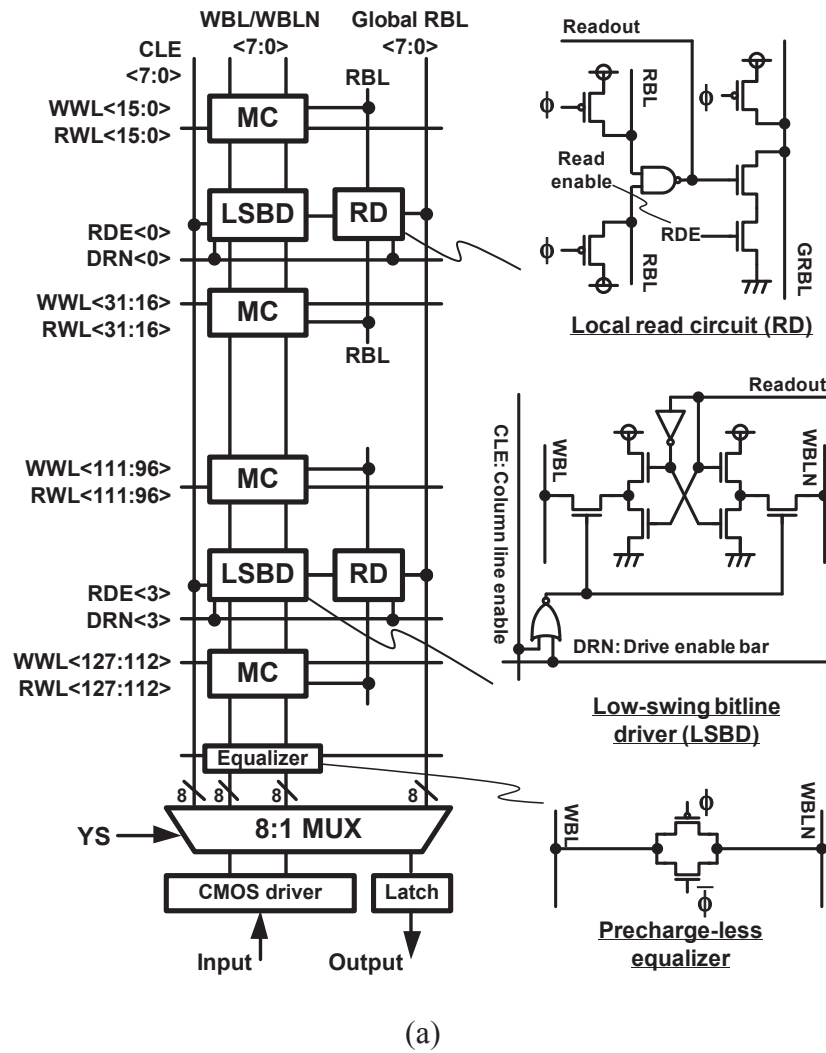 WBL/WBLN
<7:0>
Global RBL
<7:0>
CLE
<7:0>
RBL
WWL<15:0>
RWL<15:0>
MC
LSBD
RD
RDE<0>
DRN<0>
WWL<31:16>
RWL<31:16>
MC
RBL
WWL<111:96>
RWL<111:96>
MC
LSBD
RD
RDE<3>
DRN<3>
WWL<127:112>
RWL<127:112>
MC
Equalizer
8
8
8
8
YS
8:1 MUX
CMOS driver
Latch
Input
Output
Readout
RBL
ϕ
ϕ
Read
enable
RDE
ϕ
RBL
GRBL
Local read circuit (RD)
Readout
CLE: Column line enable
WBL
WBLN
DRN: Drive enable bar
Low-swing bitline
driver (LSBD)
WBL
ϕ
WBLN
ϕ̅
Precharge-less
equalizer
(a)